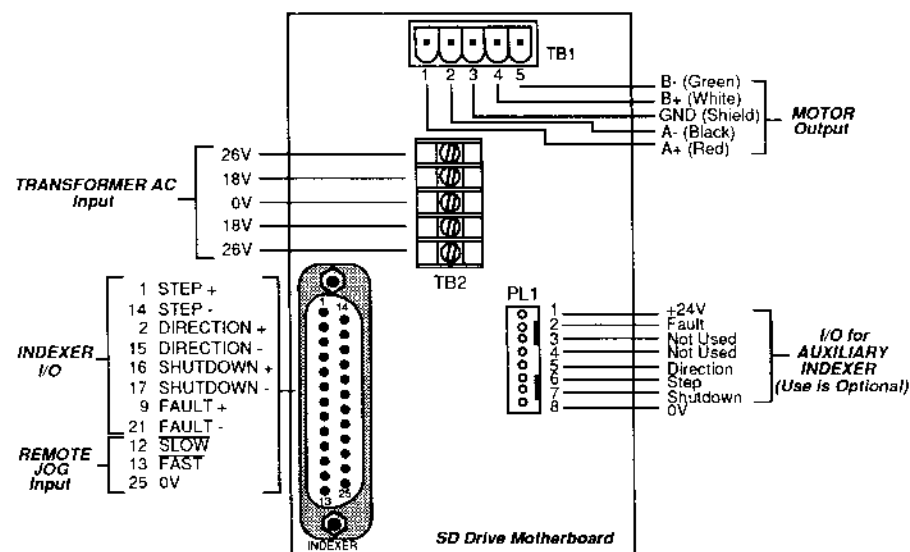 TB1
1 2 3 4 5
B- (Green)
B+ (White)
GND (Shield)
A- (Black)
A+ (Red)
MOTOR
Output
TRANSFORMER AC
Input
26V
18V
0V
18V
26V
TB2
INDEXER
I/O
1 STEP +
14 STEP -
2 DIRECTION +
15 DIRECTION -
16 SHUTDOWN +
17 SHUTDOWN -
9 FAULT +
21 FAULT -
REMOTE
JOG
Input
12 SLOW
13 FAST
25 0V
1
14
13
25
INDEXER
PL1
1 +24V
2 Fault
3 Not Used
4 Not Used
5 Direction
6 Step
7 Shutdown
8 0V
I/O for
AUXILIARY
INDEXER
(Use is Optional)
SD Drive Motherboard